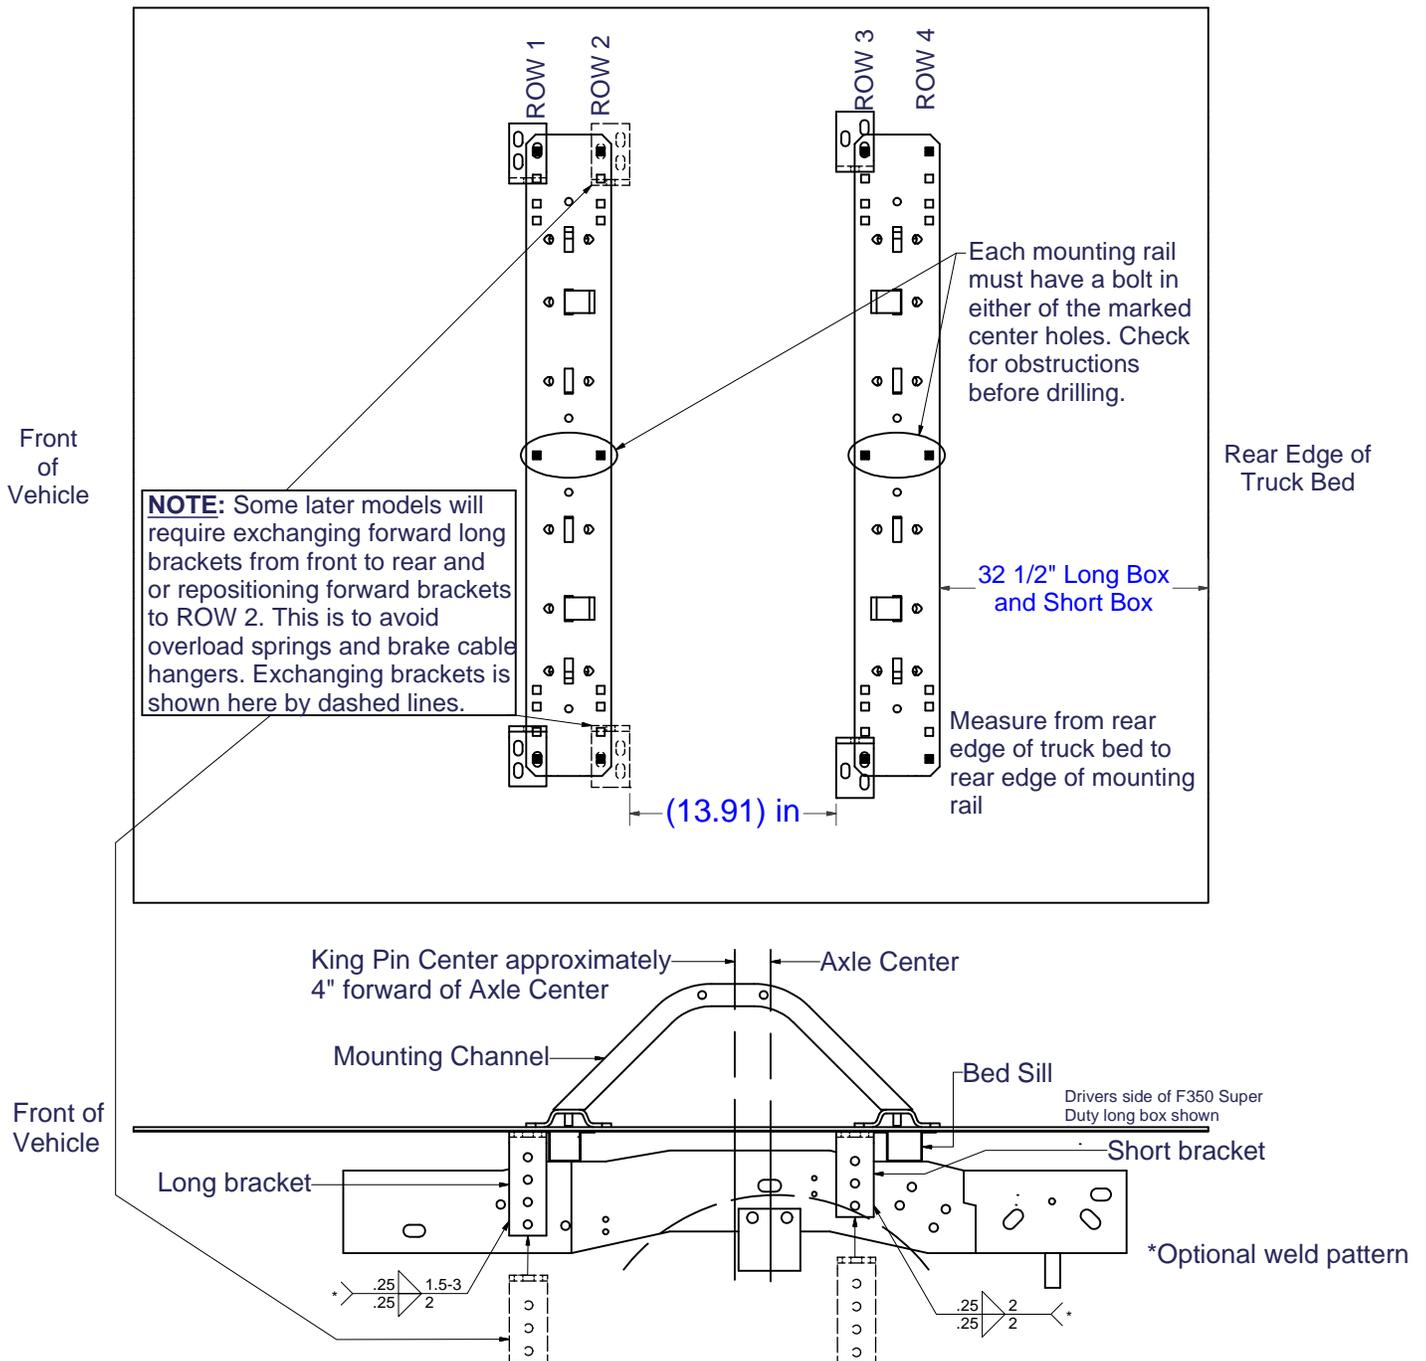 ROW 1
ROW 2
ROW 3
ROW 4
Each mounting rail
must have a bolt in
either of the marked
center holes. Check
for obstructions
before drilling.
Front
of
Vehicle
Rear Edge of
Truck Bed
NOTE: Some later models will
require exchanging forward long
brackets from front to rear and
or repositioning forward brackets
to ROW 2. This is to avoid
overload springs and brake cable
hangers. Exchanging brackets is
shown here by dashed lines.
32 1/2" Long Box
and Short Box
Measure from rear
edge of truck bed to
rear edge of mounting
rail
(13.91) in
King Pin Center approximately
4" forward of Axle Center
Axle Center
Mounting Channel
Bed Sill
Drivers side of F350 Super
Duty long box shown
Front of
Vehicle
Short bracket
Long bracket
*Optional weld pattern
* .25 1.5-3
.25 2
.25 2 *
.25 2